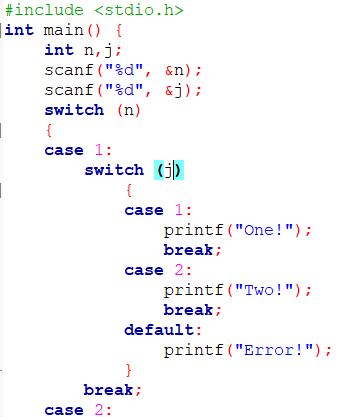 #include <stdio.h>
int main() {
    int n,j;
    scanf("%d", &n);
    scanf("%d", &j);
    switch (n)
    {
    case 1:
        switch (j)
            {
            case 1:
                printf("One!");
                break;
            case 2:
                printf("Two!");
                break;
            default:
                printf("Error!");
            }
        break;
    case 2: